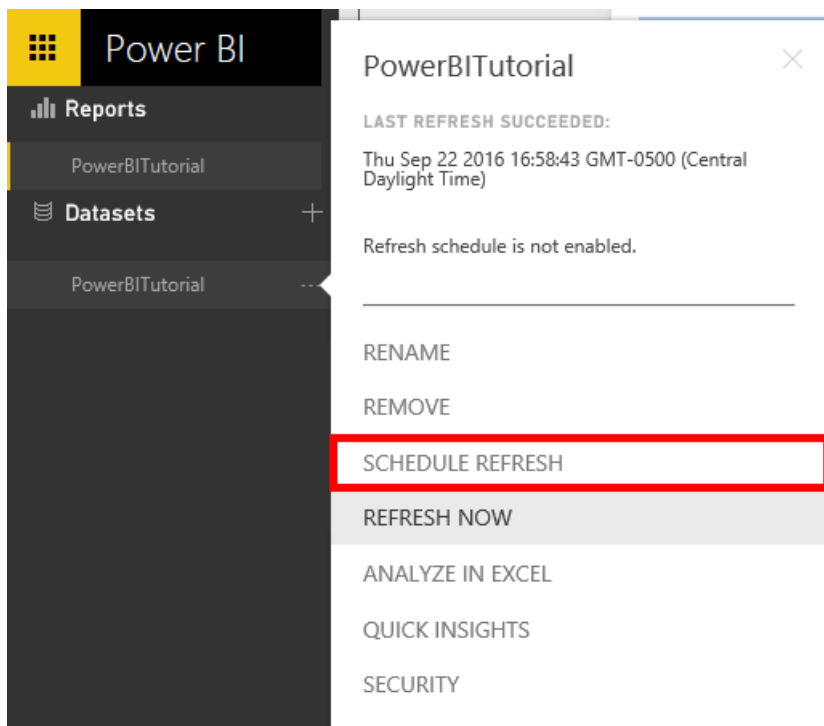 Power BI
Reports
PowerBITutorial
Datasets
PowerBITutorial
PowerBITutorial
LAST REFRESH SUCCEEDED:
Thu Sep 22 2016 16:58:43 GMT-0500 (Central
Daylight Time)
Refresh schedule is not enabled.
RENAME
REMOVE
SCHEDULE REFRESH
REFRESH NOW
ANALYZE IN EXCEL
QUICK INSIGHTS
SECURITY